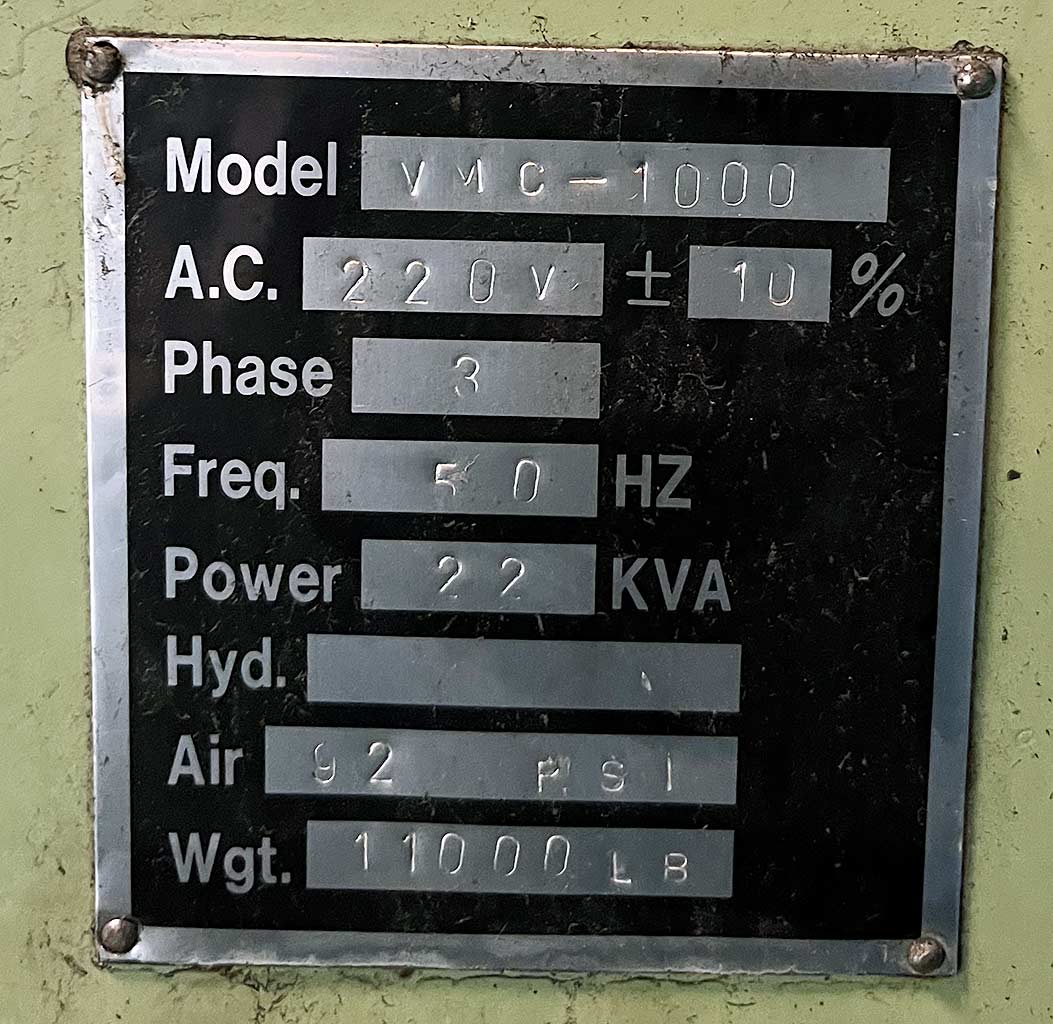 Model VMC-1000
A.C. 220V ± 10 %
Phase 3
Freq. 50 HZ
Power 22 KVA
Hyd.
Air 92 PSI
Wgt. 11000 LB